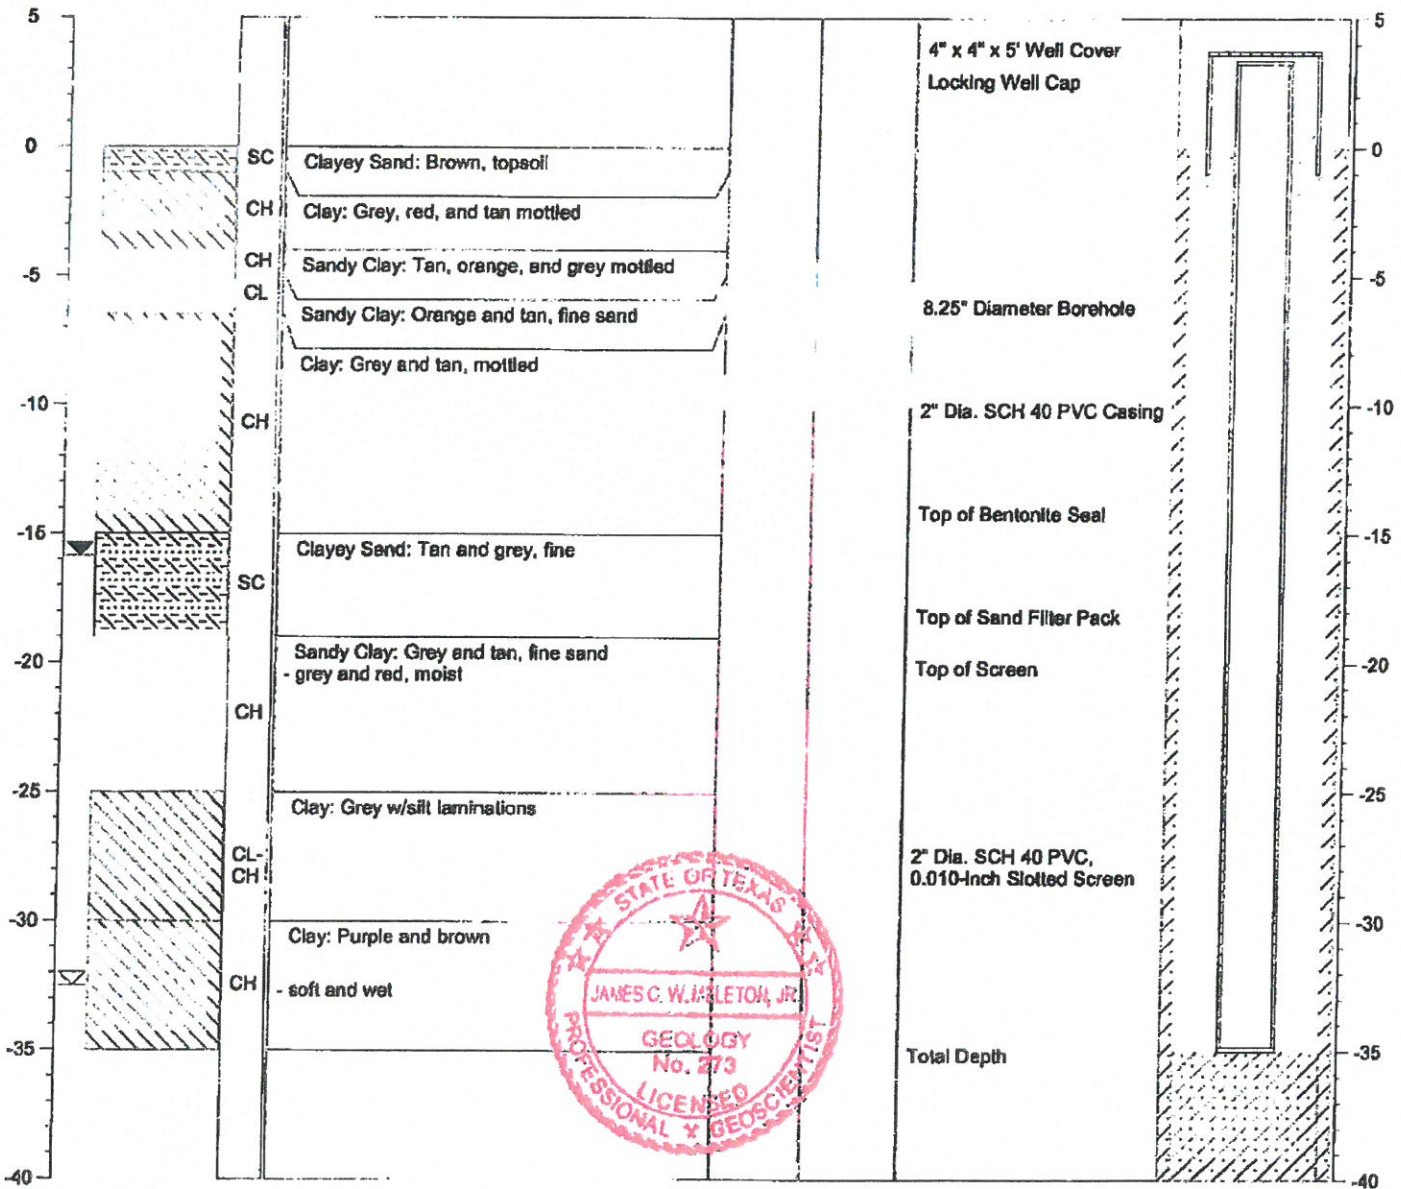 5
0
-5
-10
-15
-20
-25
-30
-35
-40
SC
CH
CH
CL
CH
SC
CH
CL-
CH
CH
Clayey Sand: Brown, topsoil
Clay: Grey, red, and tan mottled
Sandy Clay: Tan, orange, and grey mottled
Sandy Clay: Orange and tan, fine sand
Clay: Grey and tan, mottled
Clayey Sand: Tan and grey, fine
Sandy Clay: Grey and tan, fine sand
- grey and red, moist
Clay: Grey w/silt laminations
Clay: Purple and brown
- soft and wet
STATE OF TEXAS
JAMES C. JR
GEOLOGY
No. 273
LICENSED
PROFESSIONAL GEOSCIENTIST
4" x 4" x 5' Well Cover
Locking Well Cap
8.25" Diameter Borehole
2" Dia. SCH 40 PVC Casing
Top of Bentonite Seal
Top of Sand Filter Pack
Top of Screen
2" Dia. SCH 40 PVC,
0.010-Inch Slotted Screen
Total Depth
5
0
-5
-10
-15
-20
-25
-30
-35
-40